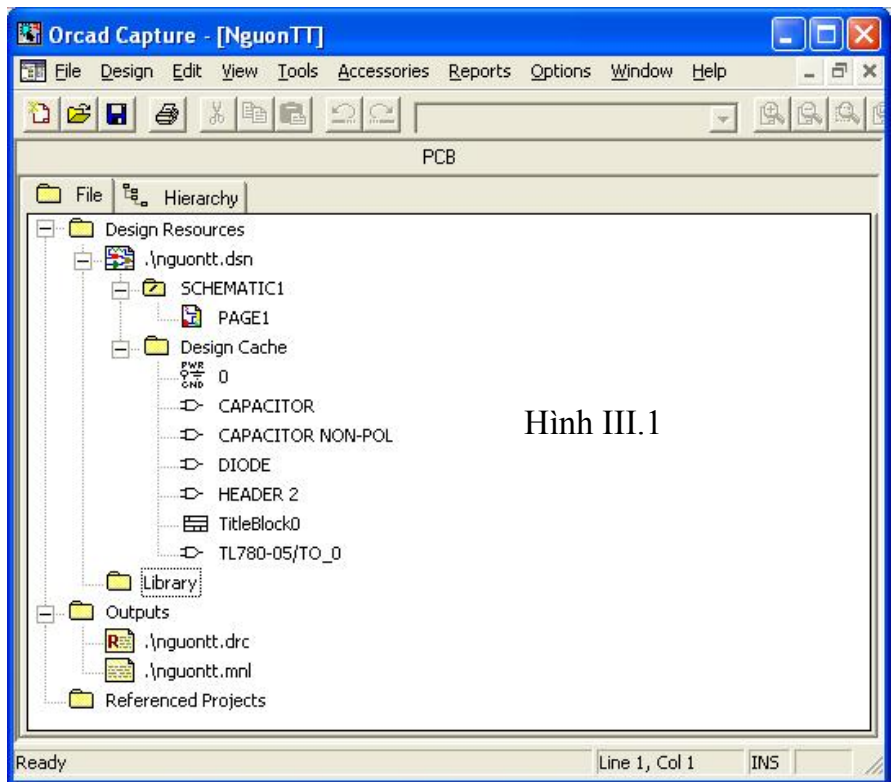 Orcad Capture - [NguonTT]
File Design Edit View Tools Accessories Reports Options Window Help
PCB
File Hierarchy
Design Resources
.\nguontt.dsn
SCHEMATIC1
PAGE1
Design Cache
PWR
GND
0
CAPACITOR
CAPACITOR NON-POL
DIODE
HEADER 2
TitleBlock0
TL780-05/TO_0
Library
Outputs
.\nguontt.drc
.\nguontt.mnl
Referenced Projects
Hình III.1
Ready Line 1, Col 1 INS